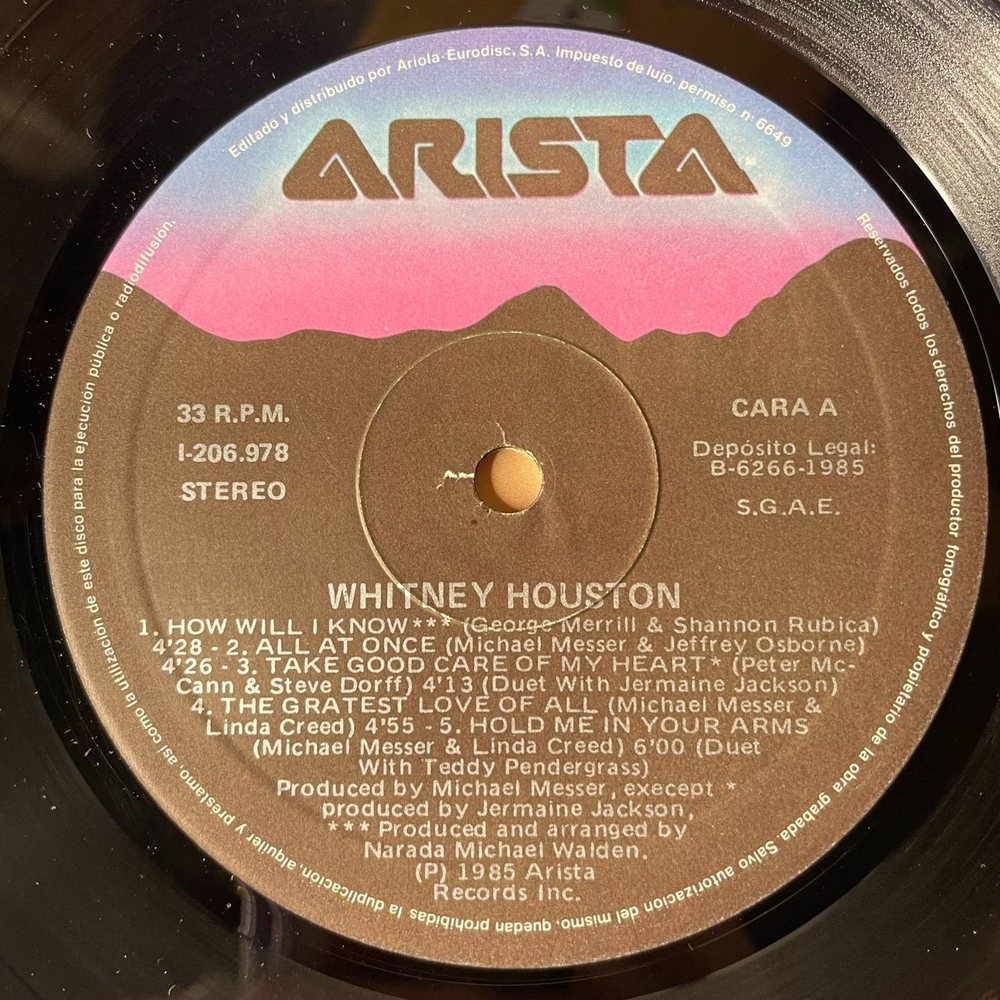 Editado y distribuido por Ariola-Eurodisc, S.A. Impuesto de lujo, permiso n: 6649
ARISTA
TM
Reservados todos los derechos del productor fonográfico y propietario de la obra grabada. Salvo autorización del mismo, quedan prohibidas la duplicación, alquiler y préstamo, así como la utilización de este disco para la ejecución pública o radiodifusión.
33 R.P.M.
I-206.978
STEREO
CARA A
Depósito Legal:
B-6266-1985
S.G.A.E.
WHITNEY HOUSTON
1. HOW WILL I KNOW*** (George Merrill & Shannon Rubica)
4'28 - 2. ALL AT ONCE (Michael Messer & Jeffrey Osborne)
4'26 - 3. TAKE GOOD CARE OF MY HEART* (Peter Mc-
Cann & Steve Dorff) 4'13 (Duet With Jermaine Jackson)
4. THE GRATEST LOVE OF ALL (Michael Messer &
Linda Creed) 4'55 - 5. HOLD ME IN YOUR ARMS
(Michael Messer & Linda Creed) 6'00 (Duet
With Teddy Pendergrass)
Produced by Michael Messer, execept *
produced by Jermaine Jackson,
*** Produced and arranged by
Narada Michael Walden.
(P) 1985 Arista
Records Inc.